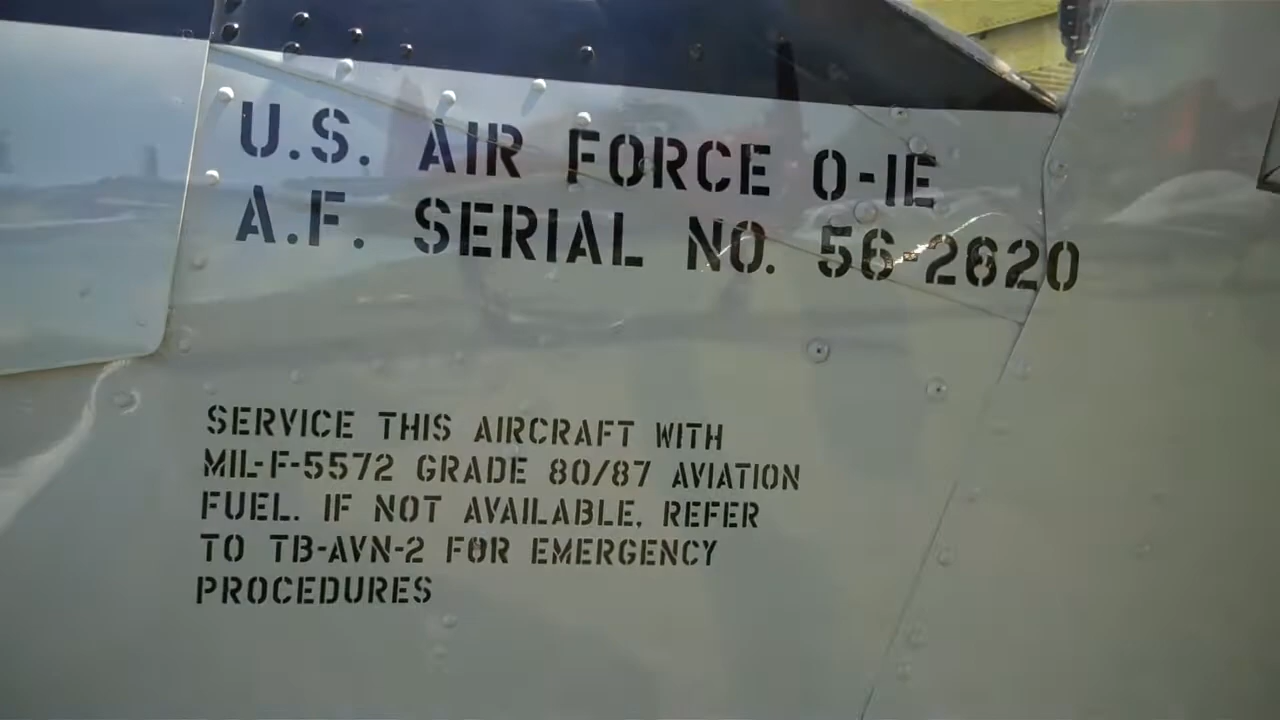 U.S. AIR FORCE O-IE
A.F. SERIAL NO. 56-2620
SERVICE THIS AIRCRAFT WITH
MIL-F-5572 GRADE 80/87 AVIATION
FUEL. IF NOT AVAILABLE, REFER
TO TB-AVN-2 FOR EMERGENCY
PROCEDURES